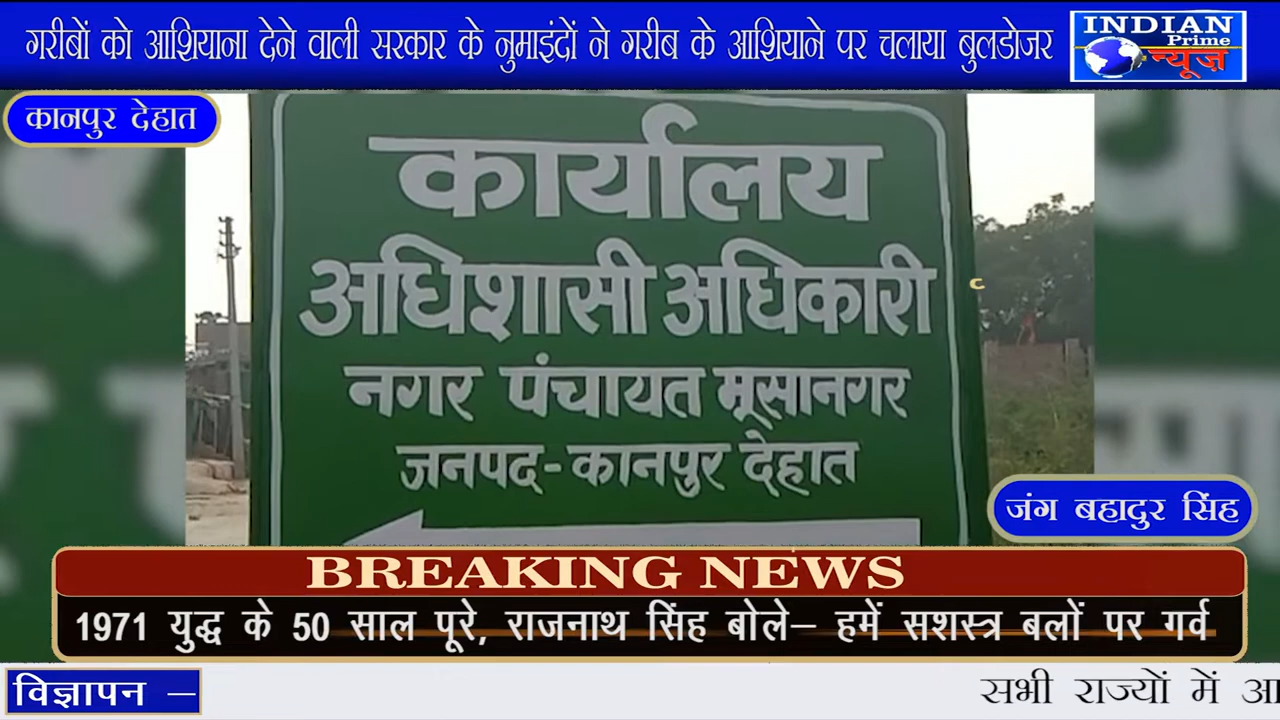 गरीबों को आशियाना देने वाली सरकार के नुमाइंदों ने गरीब के आशियाने पर चलाया बुलडोजर
INDIAN
Prime
न्यूज़
कानपुर देहात
कार्यालय
अधिशासी अधिकारी
नगर पंचायत मूसानगर
जनपद-कानपुर देहात
जंग बहादुर सिंह
BREAKING NEWS
1971 युद्ध के 50 साल पूरे, राजनाथ सिंह बोले– हमें सशस्त्र बलों पर गर्व
विज्ञापन –
सभी राज्यों में